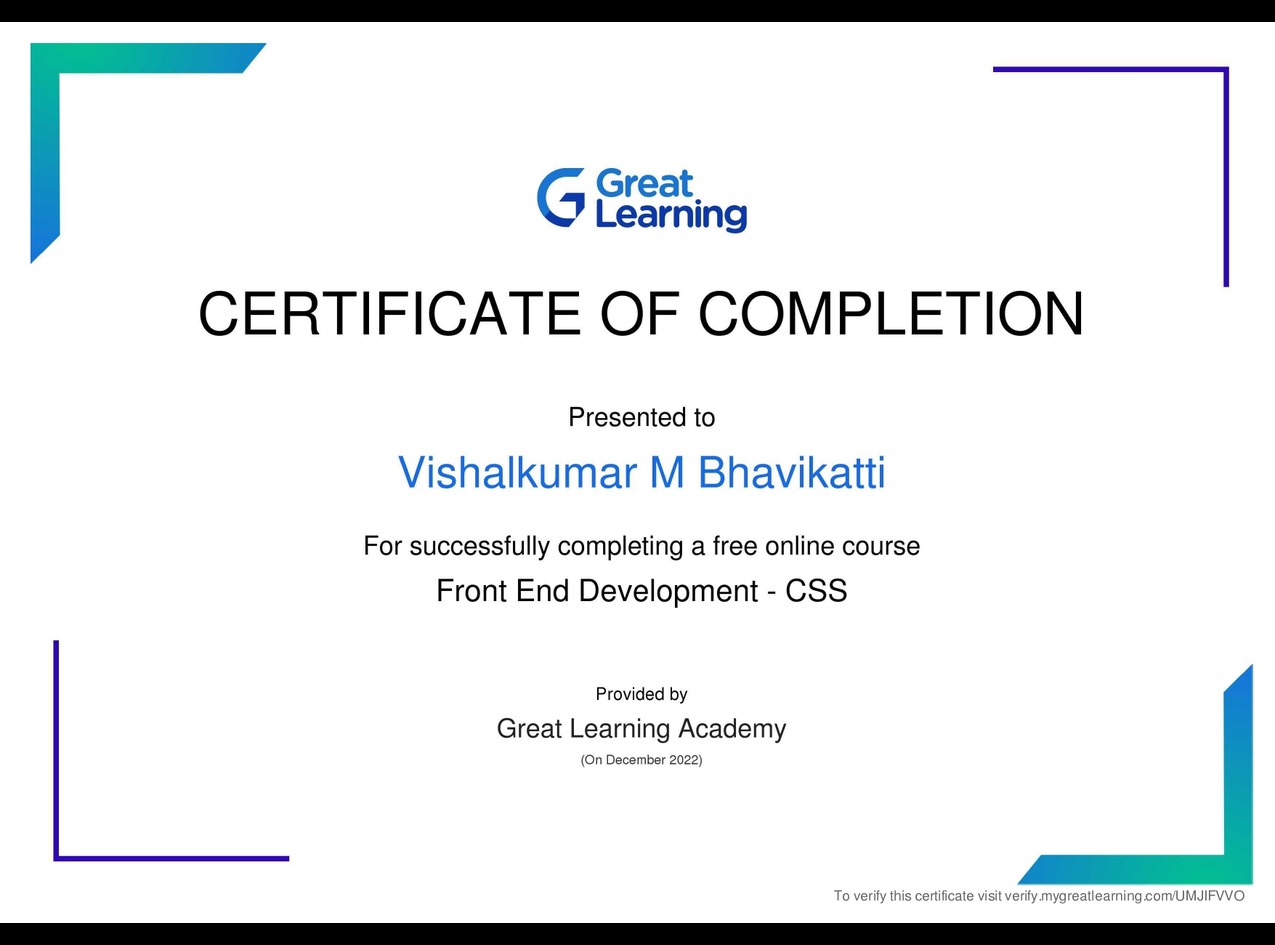 Great
Learning
CERTIFICATE OF COMPLETION
Presented to
Vishalkumar M Bhavikatti
For successfully completing a free online course
Front End Development - CSS
Provided by
Great Learning Academy
(On December 2022)
To verify this certificate visit verify.mygreatlearning.com/UMJIFVVO